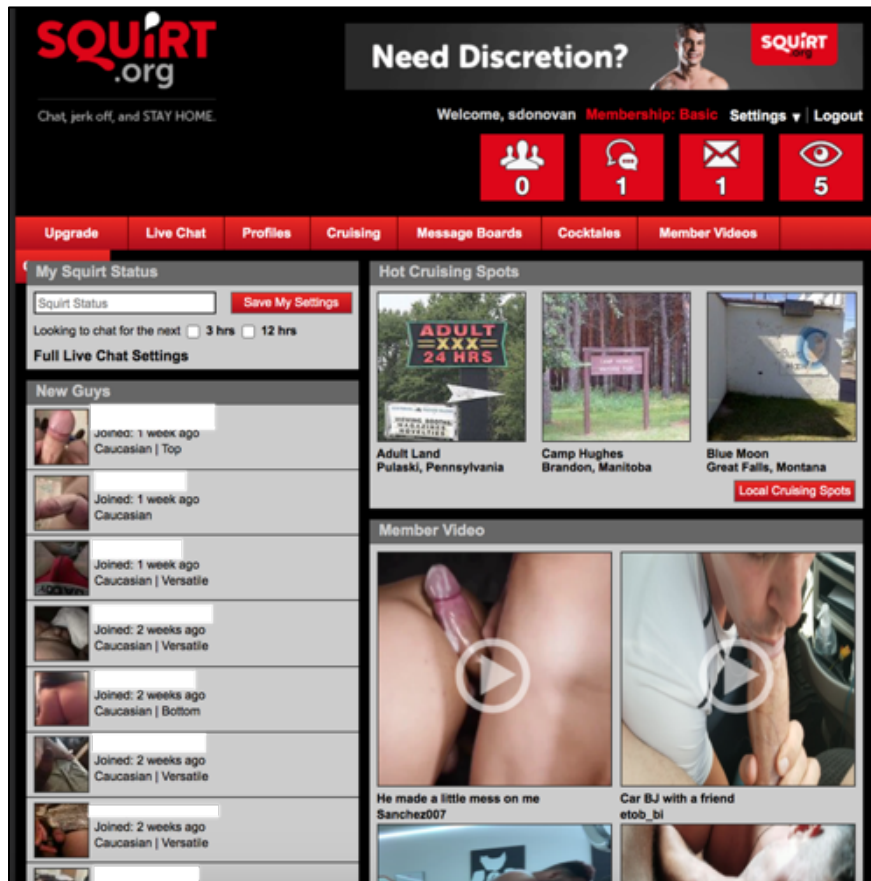 SQUIRT
.org
Chat, jerk off, and STAY HOME.
Need Discretion?
SQUIRT
.org
Welcome, sdonovan Membership: Basic Settings ▾ | Logout
0
1
1
5
Upgrade
Live Chat
Profiles
Cruising
Message Boards
Cocktales
Member Videos
My Squirt Status
Squirt Status
Save My Settings
Looking to chat for the next 3 hrs 12 hrs
Full Live Chat Settings
New Guys
Joined: 1 week ago
Caucasian | Top
Joined: 1 week ago
Caucasian
Joined: 1 week ago
Caucasian | Versatile
Joined: 2 weeks ago
Caucasian | Versatile
Joined: 2 weeks ago
Caucasian | Bottom
Joined: 2 weeks ago
Caucasian | Versatile
Joined: 2 weeks ago
Caucasian | Versatile
Hot Cruising Spots
ADULT
XXX
24 HRS
Adult Land
Pulaski, Pennsylvania
Camp Hughes
Brandon, Manitoba
Blue Moon
Great Falls, Montana
Local Cruising Spots
Member Video
He made a little mess on me
Sanchez007
Car BJ with a friend
etob_bi